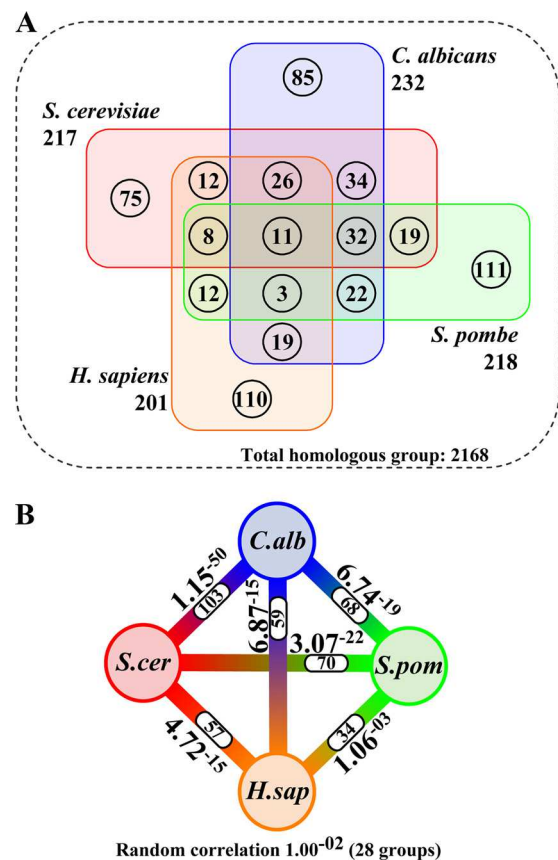 A
C. albicans
232
S. cerevisiae
217
85
12 26 34
75
8 11 32 19
111
12 3 22
19
S. pombe
218
H. sapiens
201
110
Total homologous group: 2168
B
C.alb
1.15-50
103
6.87-15
59
6.74-19
68
3.07-22
70
S.cer
S.pom
57
4.72-15
34
1.06-03
H.sap
Random correlation 1.00-02 (28 groups)